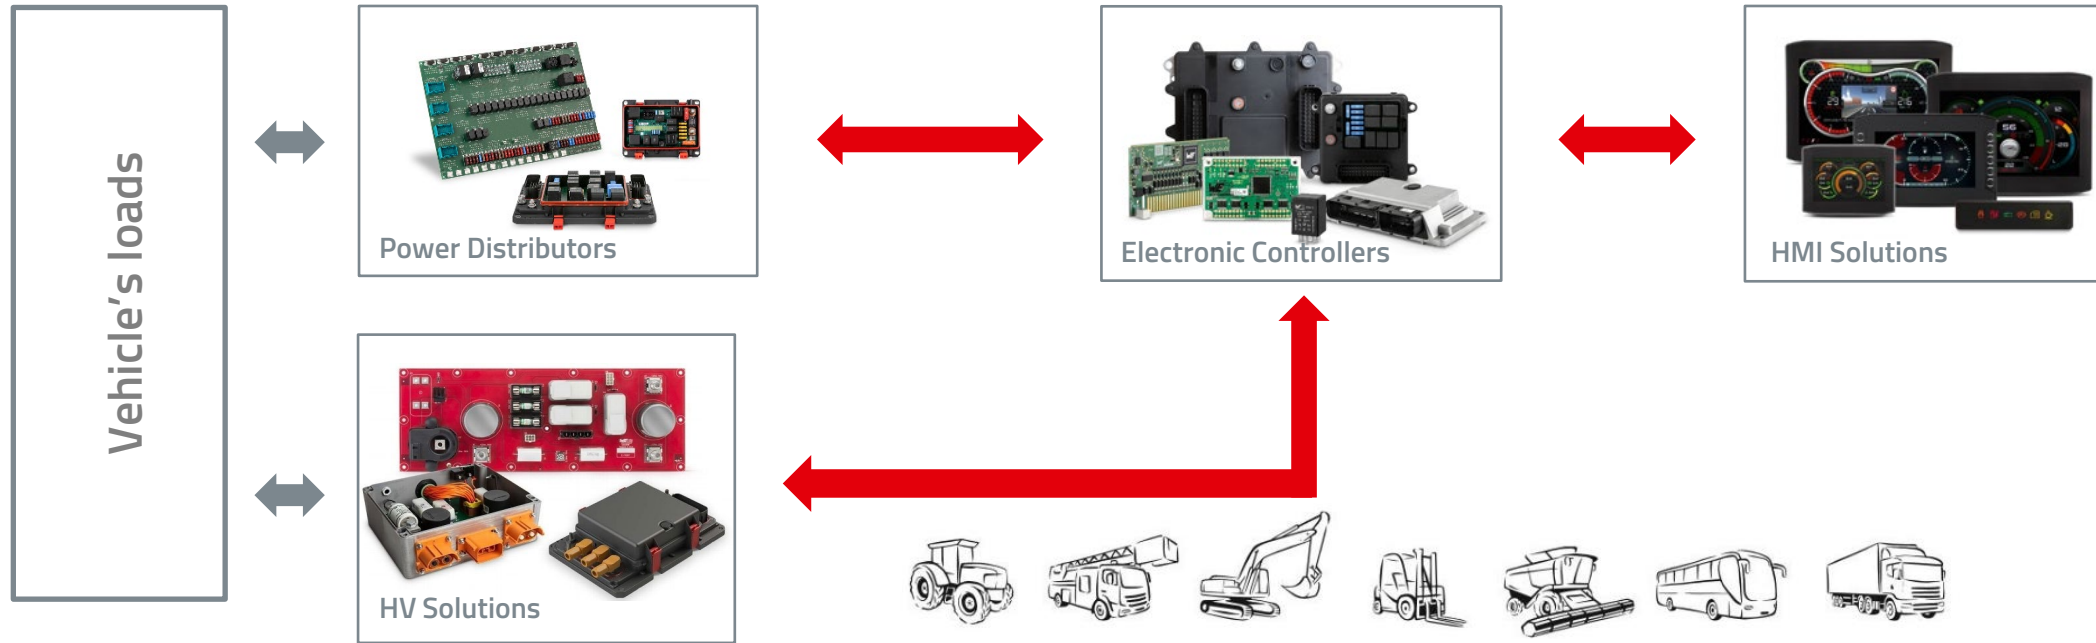 Vehicle's loads
Power Distributors
Electronic Controllers
HMI Solutions
HV Solutions